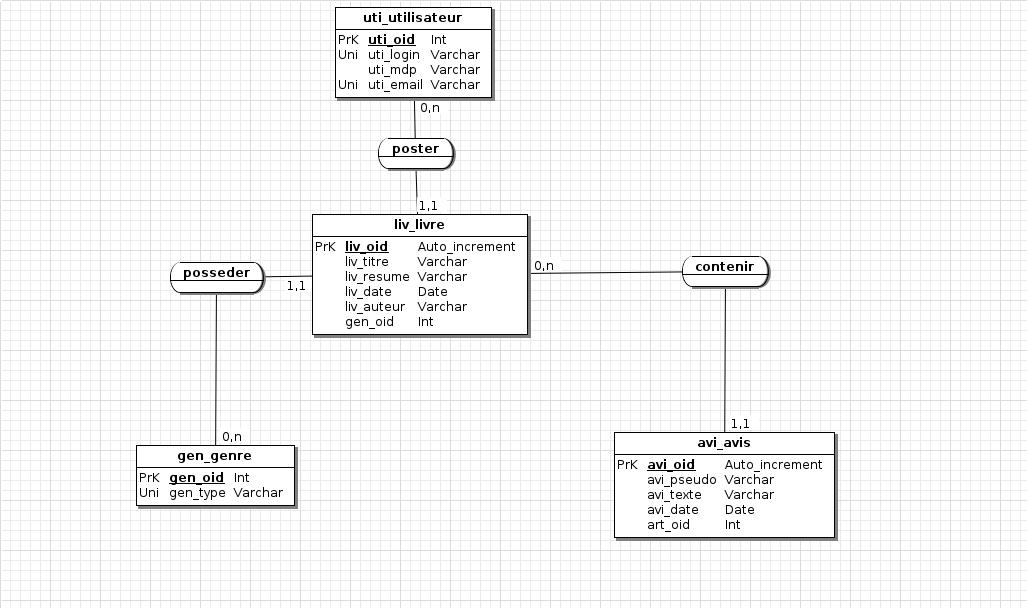 uti_utilisateur
PrK uti_oid Int
Uni uti_login Varchar
uti_mdp Varchar
Uni uti_email Varchar
0,n
poster
1,1
liv_livre
PrK liv_oid Auto_increment
liv_titre Varchar
liv_resume Varchar
liv_date Date
liv_auteur Varchar
gen_oid Int
posseder
1,1
0,n
contenir
0,n
gen_genre
PrK gen_oid Int
Uni gen_type Varchar
1,1
avi_avis
PrK avi_oid Auto_increment
avi_pseudo Varchar
avi_texte Varchar
avi_date Date
art_oid Int